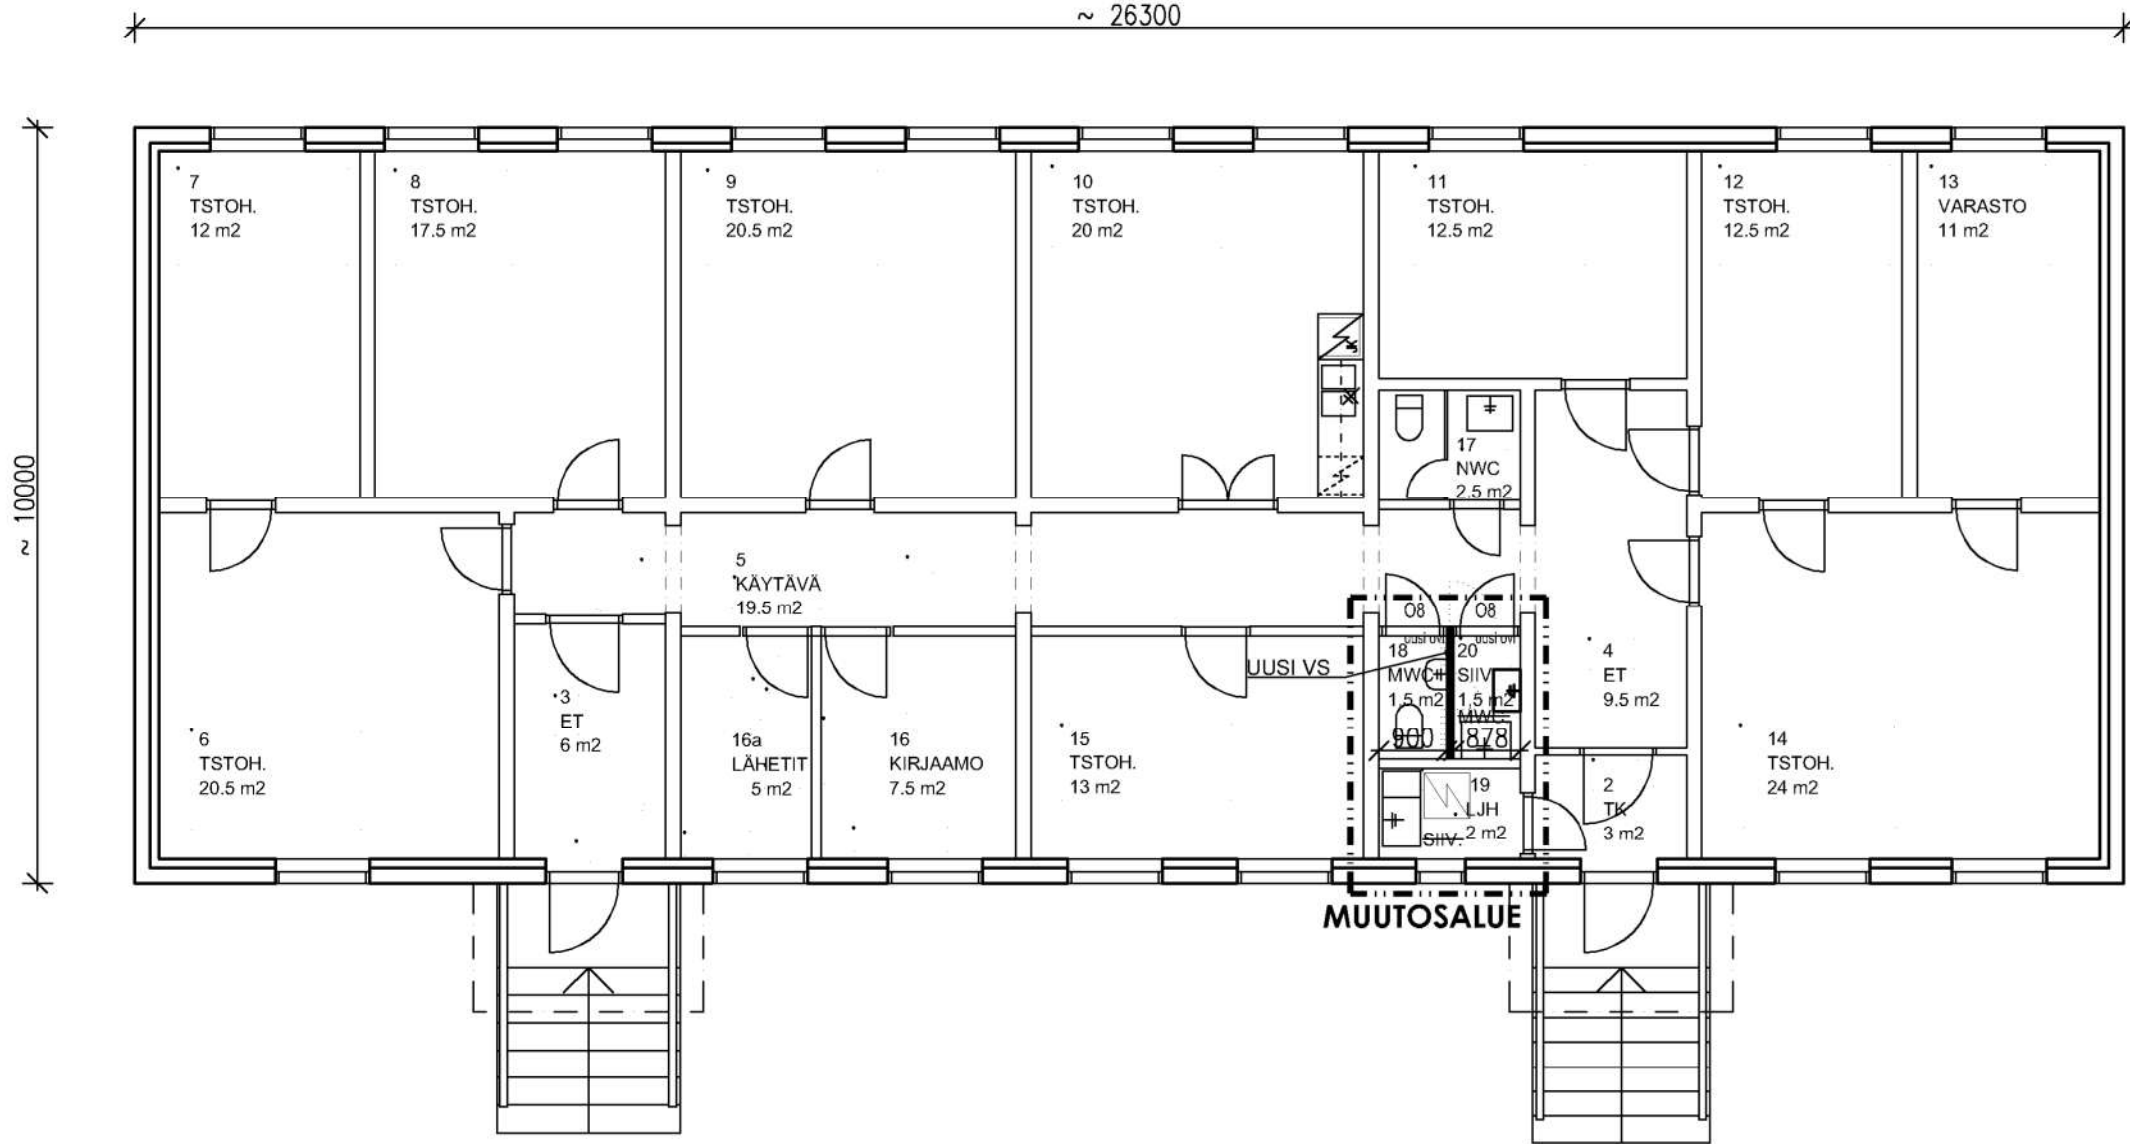 ~ 26300
~ 10000
7
TSTOH.
12 m2
8
TSTOH.
17.5 m2
9
TSTOH.
20.5 m2
10
TSTOH.
20 m2
11
TSTOH.
12.5 m2
12
TSTOH.
12.5 m2
13
VARASTO
11 m2
JK
17
NWC
2.5 m2
5
KÄYTÄVÄ
19.5 m2
O8
O8
UUSI OVI
UUSI OVI
UUSI VS
18
MWC
1.5 m2
20
SIIV.
1.5 m2
MWC
900
878
4
ET
9.5 m2
3
ET
6 m2
6
TSTOH.
20.5 m2
16a
LÄHETIT
5 m2
16
KIRJAAMO
7.5 m2
15
TSTOH.
13 m2
19
LJH
2 m2
SIIV.
2
TK
3 m2
14
TSTOH.
24 m2
MUUTOSALUE